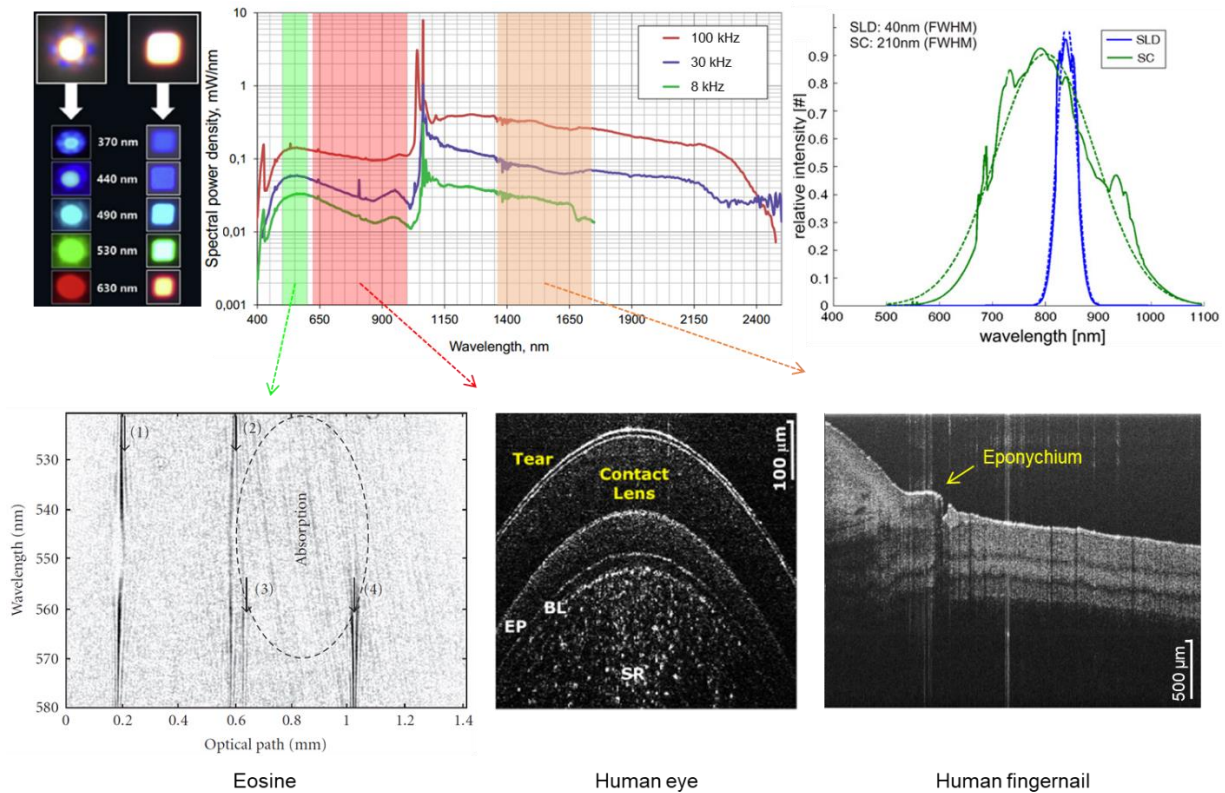 370 nm
440 nm
490 nm
530 nm
630 nm
Spectral power density, mW/nm
10
1
0,1
0,01
0,001
100 kHz
30 kHz
8 kHz
400 650 900 1150 1400 1650 1900 2150 2400
Wavelength, nm
SLD: 40nm (FWHM)
SC: 210nm (FWHM)
SLD
SC
relative intensity [#]
0.9
0.8
0.7
0.6
0.5
0.4
0.3
0.2
0.1
0
400 500 600 700 800 900 1000 1100
wavelength [nm]
Wavelength (nm)
530
540
550
560
570
580
(1)
(2)
Absorption
(3)
(4)
0 0.2 0.4 0.6 0.8 1 1.2 1.4
Optical path (mm)
Eosine
Tear
Contact
Lens
100 µm
BL
EP
SR
Human eye
Eponychium
500 µm
Human fingernail